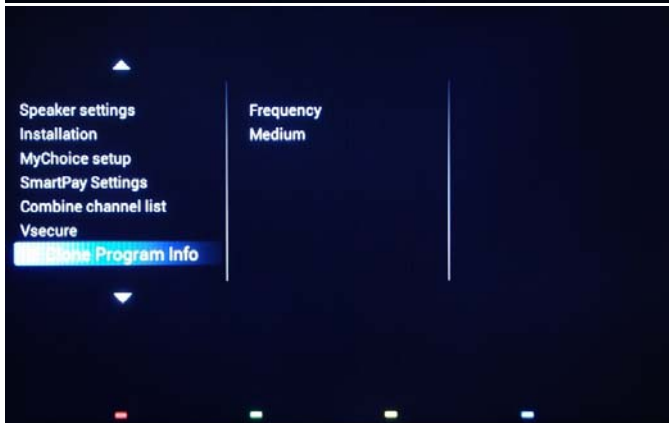 Speaker settings
Installation
MyChoice setup
SmartPay Settings
Combine channel list
Vsecure
Clone Program Info
Frequency
Medium